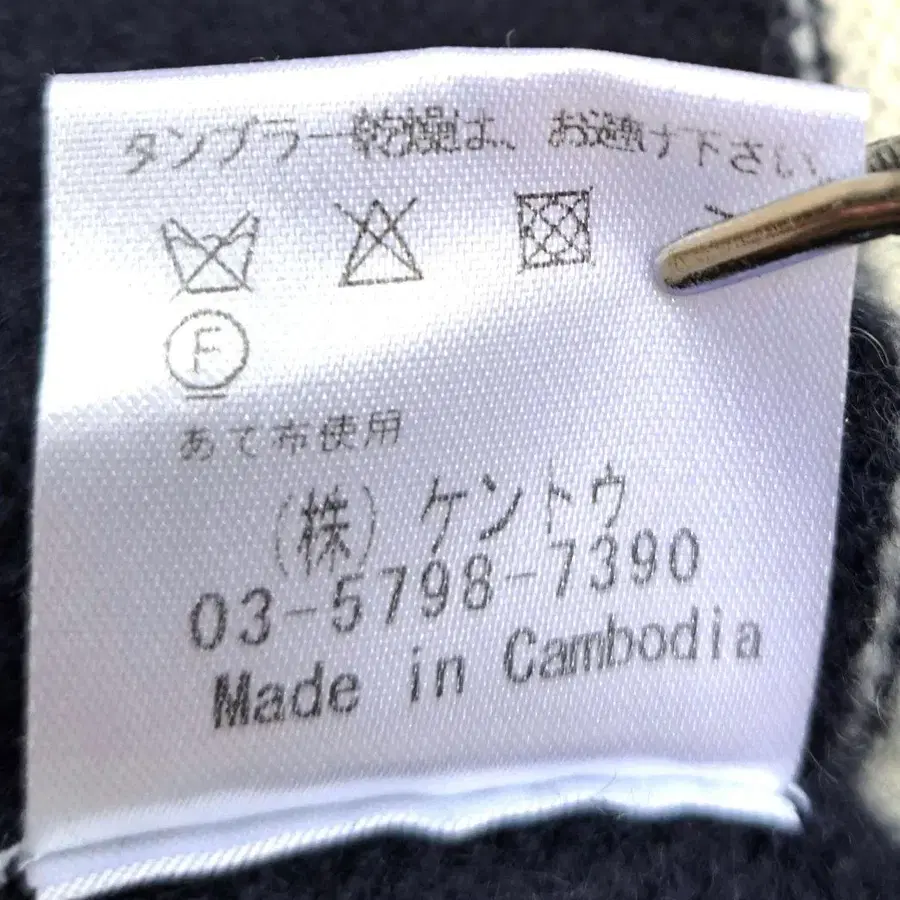 タンブラー乾燥は、お避け下さい。
F
あて布使用
(株)ケントウ
03-5798-7390
Made in Cambodia